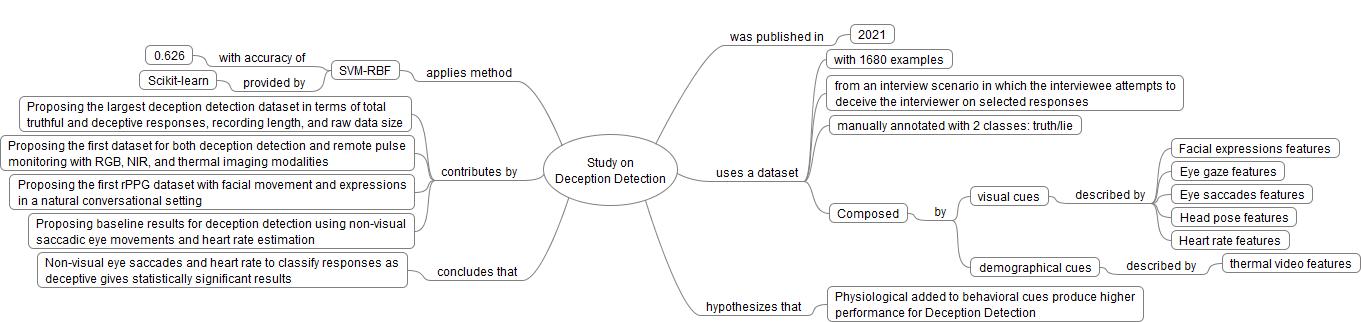 Study on
Deception Detection
was published in
2021
uses a dataset
with 1680 examples
from an interview scenario in which the interviewee attempts to
deceive the interviewer on selected responses
manually annotated with 2 classes: truth/lie
Composed
by
visual cues
described by
Facial expressions features
Eye gaze features
Eye saccades features
Head pose features
Heart rate features
demographical cues
described by
thermal video features
hypothesizes that
Physiological added to behavioral cues produce higher
performance for Deception Detection
applies method
SVM-RBF
with accuracy of
0.626
provided by
Scikit-learn
contributes by
Proposing the largest deception detection dataset in terms of total
truthful and deceptive responses, recording length, and raw data size
Proposing the first dataset for both deception detection and remote pulse
monitoring with RGB, NIR, and thermal imaging modalities
Proposing the first rPPG dataset with facial movement and expressions
in a natural conversational setting
Proposing baseline results for deception detection using non-visual
saccadic eye movements and heart rate estimation
concludes that
Non-visual eye saccades and heart rate to classify responses as
deceptive gives statistically significant results